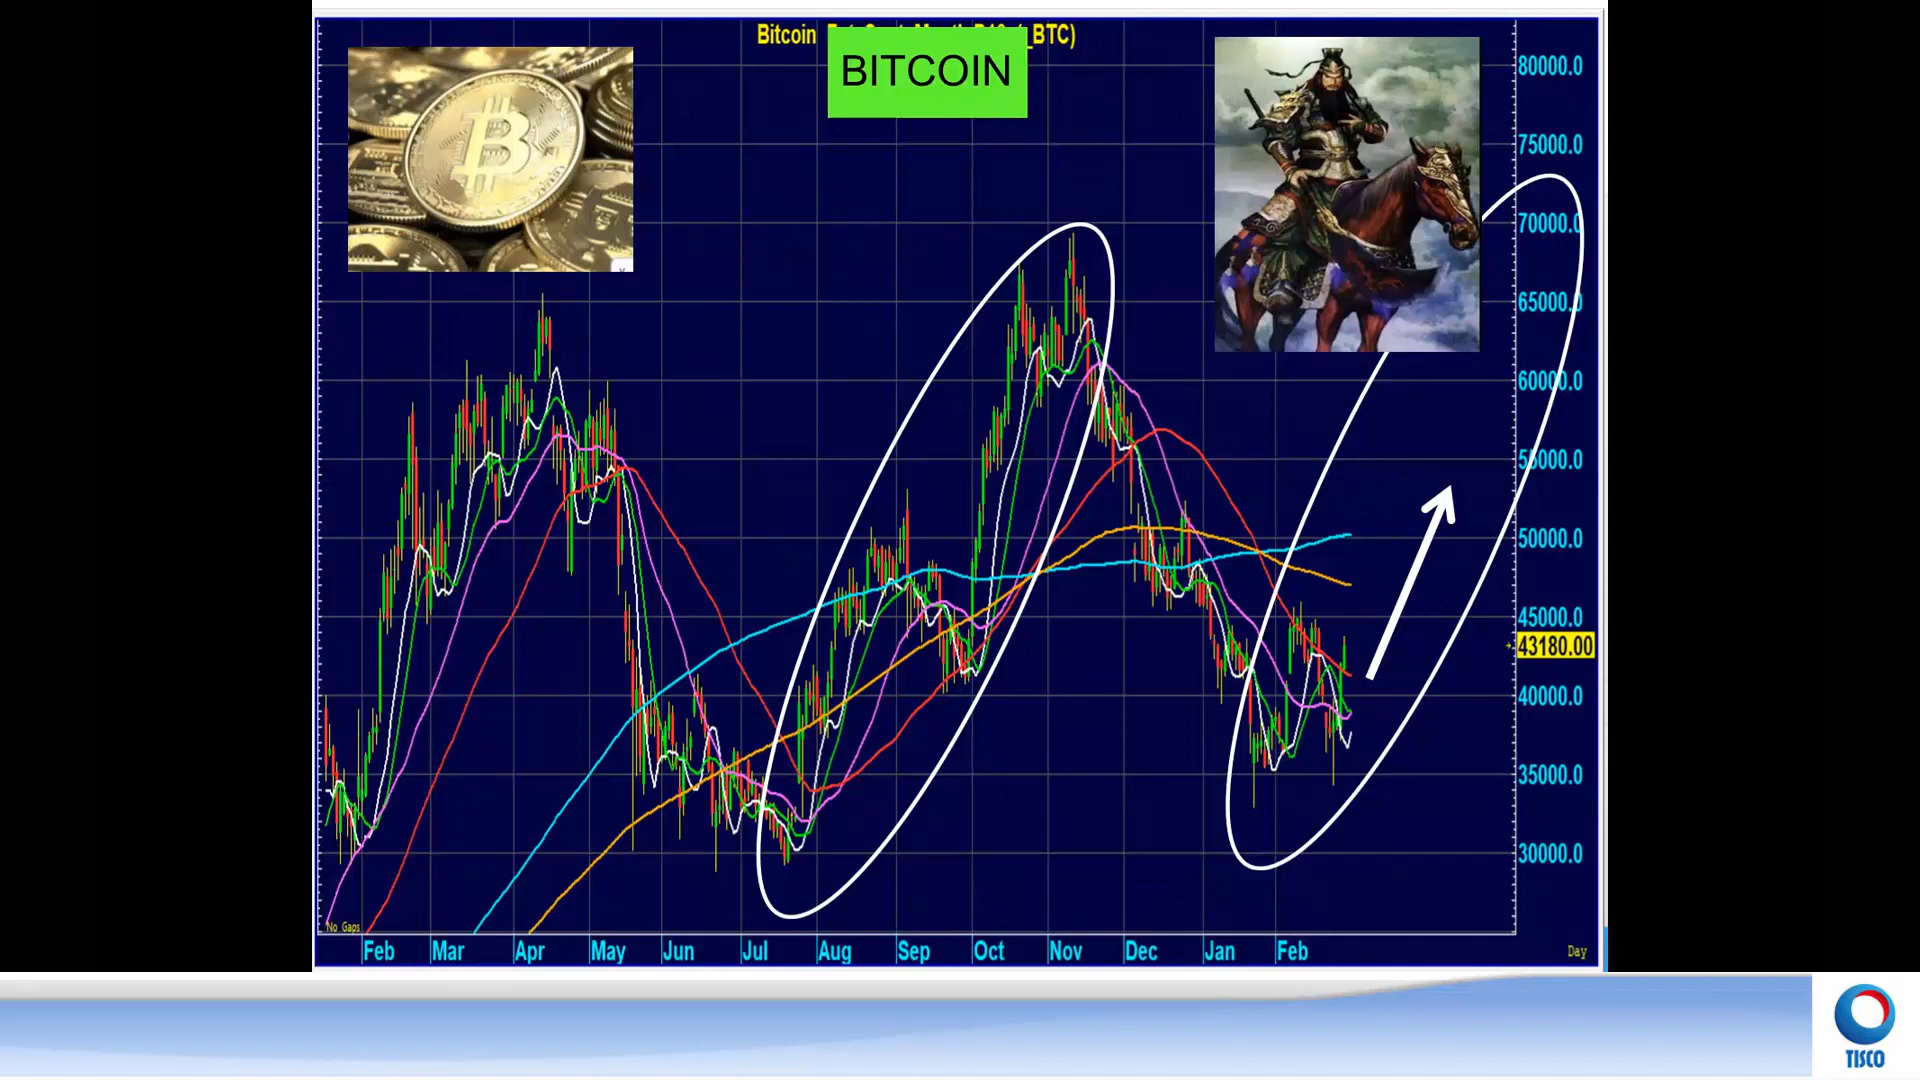 Bitcoin
_BTC)
BITCOIN
80000.0
75000.0
70000.0
65000.0
60000.0
55000.0
50000.0
45000.0
43180.00
40000.0
35000.0
30000.0
No Gaps
Feb Mar Apr May Jun Jul Aug Sep Oct Nov Dec Jan Feb
Day
TISCO